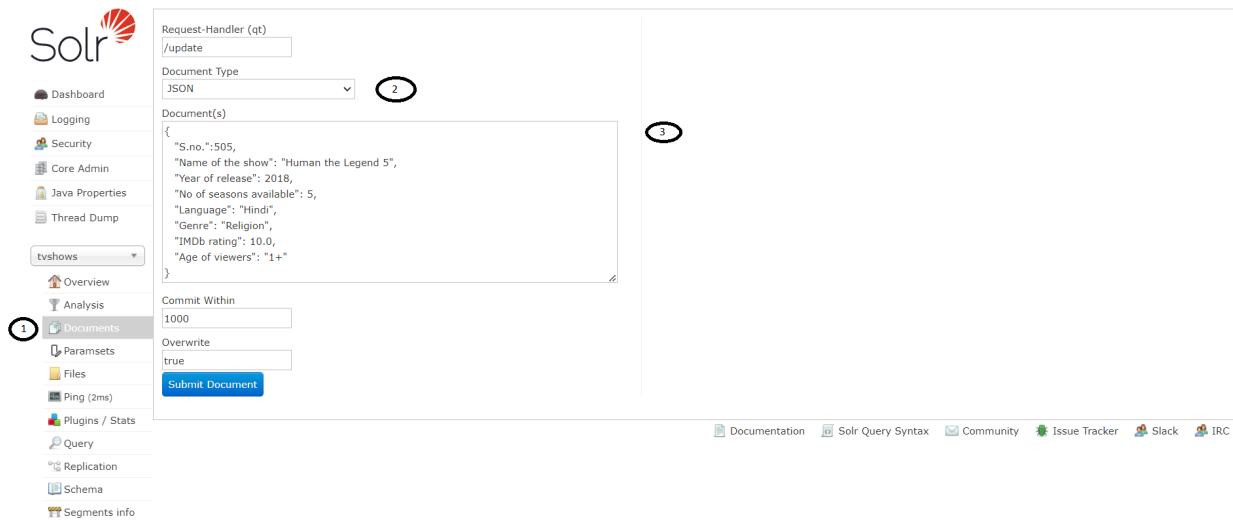 Solr
Dashboard
Logging
Security
Core Admin
Java Properties
Thread Dump
tvshows
Overview
Analysis
1
Documents
Paramsets
Files
Ping (2ms)
Plugins / Stats
Query
Replication
Schema
Segments info
Request-Handler (qt)
/update
Document Type
JSON
2
Document(s)
3
{
"S.no.":505,
"Name of the show": "Human the Legend 5",
"Year of release": 2018,
"No of seasons available": 5,
"Language": "Hindi",
"Genre": "Religion",
"IMDb rating": 10.0,
"Age of viewers": "1+"
}
Commit Within
1000
Overwrite
true
Submit Document
Documentation Solr Query Syntax Community Issue Tracker Slack IRC